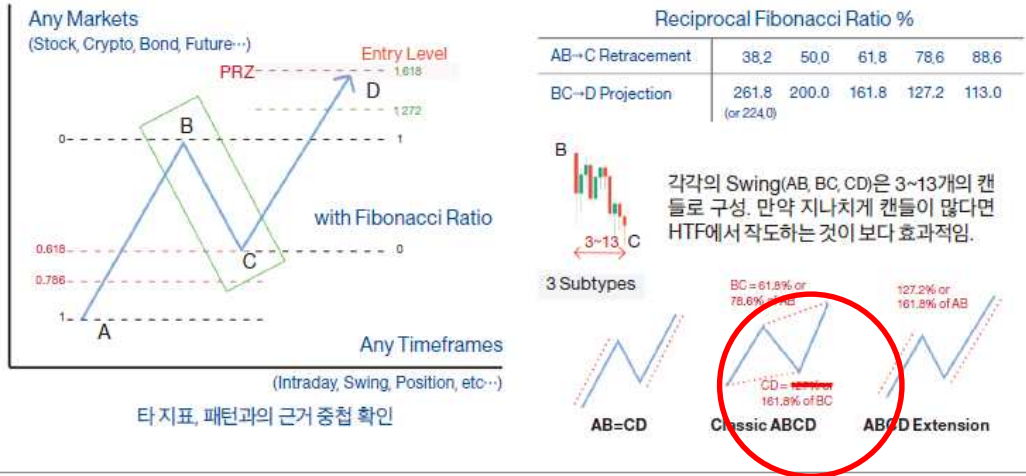 Any Markets
(Stock, Crypto, Bond, Future…)
Entry Level
PRZ
1.618
D
1.272
B
0
1
with Fibonacci Ratio
0.618
0
C
0.786
1
A
Any Timeframes
(Intraday, Swing, Position, etc…)
타 지표, 패턴과의 근거 중첩 확인
Reciprocal Fibonacci Ratio %
AB→C Retracement 38.2 50.0 61.8 78.6 88.6
BC→D Projection 261.8 200.0 161.8 127.2 113.0
(or 224.0)
B
3~13
C
각각의 Swing(AB, BC, CD)은 3~13개의 캔
들로 구성. 만약 지나치게 캔들이 많다면
HTF에서 작도하는 것이 보다 효과적임.
3 Subtypes
BC = 61.8% or
78.6% of AB
127.2% or
161.8% of AB
CD =
161.8% of BC
AB=CD
Classic ABCD
ABCD Extension